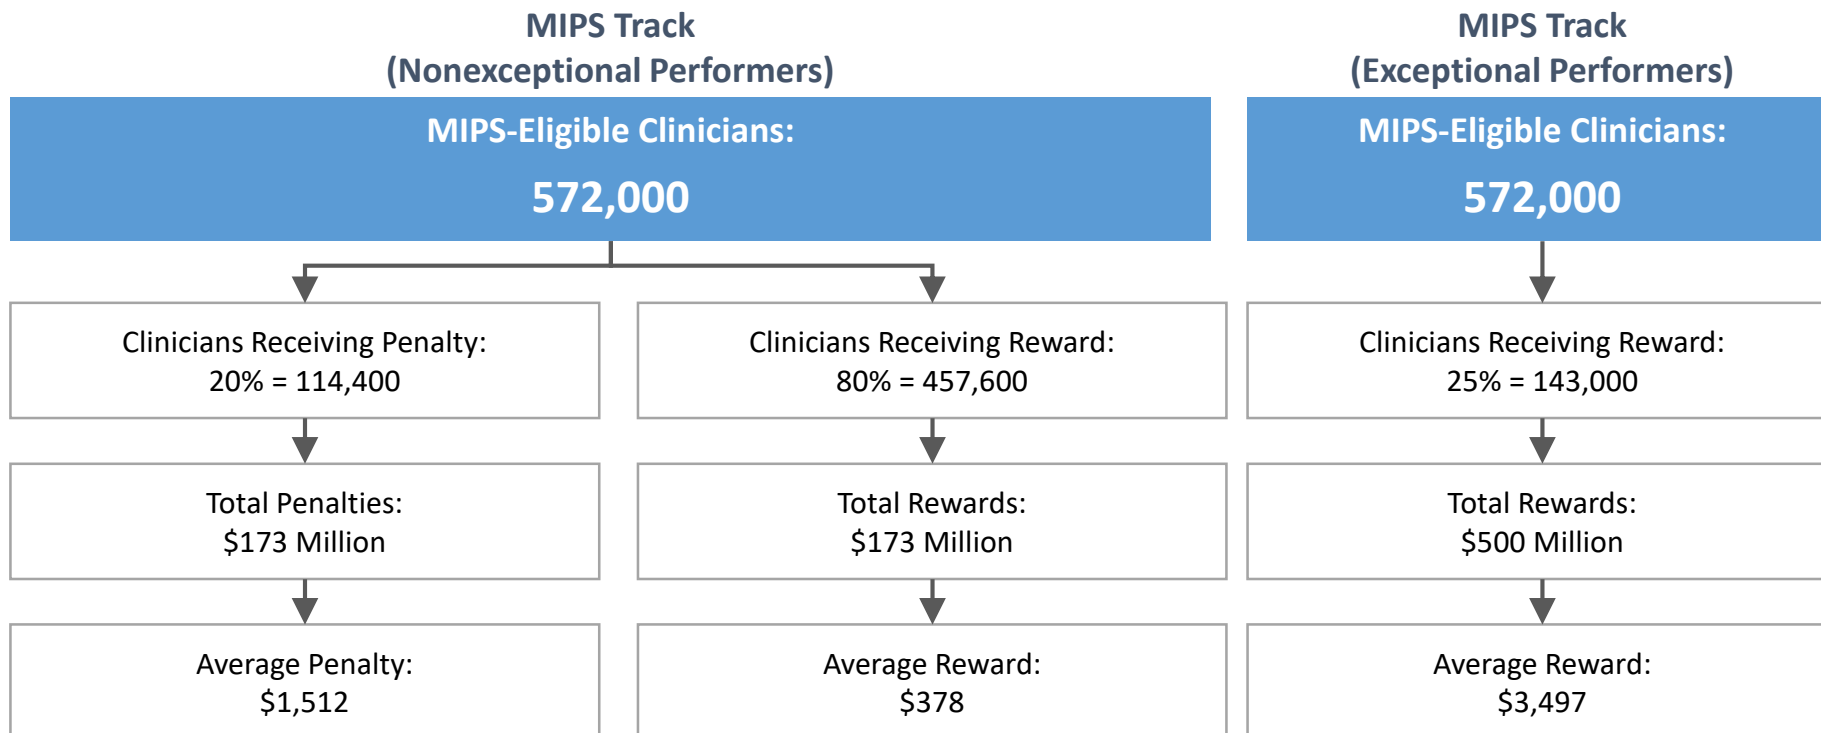 MIPS Track
(Nonexceptional Performers)
MIPS-Eligible Clinicians:
572,000
Clinicians Receiving Penalty:
20% = 114,400
Total Penalties:
$173 Million
Average Penalty:
$1,512
Clinicians Receiving Reward:
80% = 457,600
Total Rewards:
$173 Million
Average Reward:
$378
MIPS Track
(Exceptional Performers)
MIPS-Eligible Clinicians:
572,000
Clinicians Receiving Reward:
25% = 143,000
Total Rewards:
$500 Million
Average Reward:
$3,497